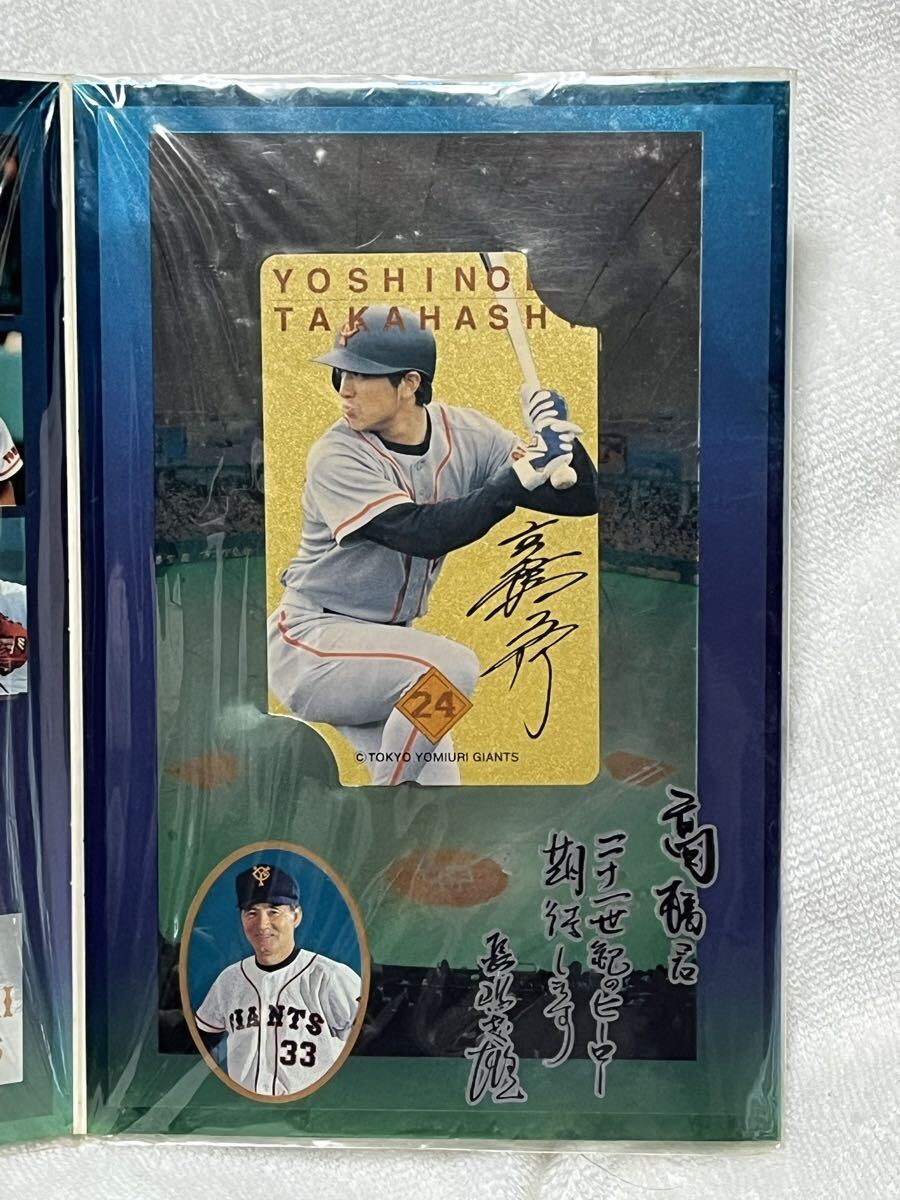 YOSHINO
TAKAHASHI
24
© TOKYO YOMIURI GIANTS
高橋君
二十一世紀のヒーロー
期待します
長嶋茂雄
GIANTS
33